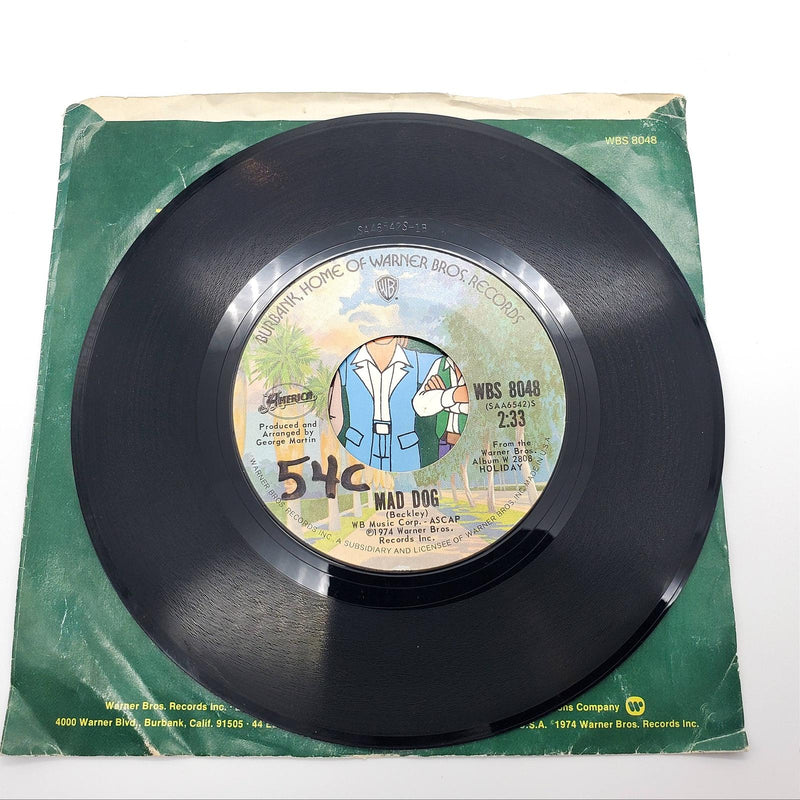 WBS 8048
SAA6542S-1B
BURBANK, HOME OF WARNER BROS. RECORDS
WB
AMERICA
Produced and
Arranged by
George Martin
WBS 8048
(SAA6542)S
2:33
From the
Warner Bros.
Album W 2808
HOLIDAY
54C
MAD DOG
(Beckley)
WB Music Corp. - ASCAP
℗1974 Warner Bros.
Records Inc.
WARNER BROS. RECORDS INC. A SUBSIDIARY AND LICENSEE OF WARNER BROS. INC. MADE IN U.S.A.
Warner Bros. Records Inc.
ons Company
4000 Warner Blvd., Burbank, Calif. 91505 · 44
U.S.A. ©1974 Warner Bros. Records Inc.